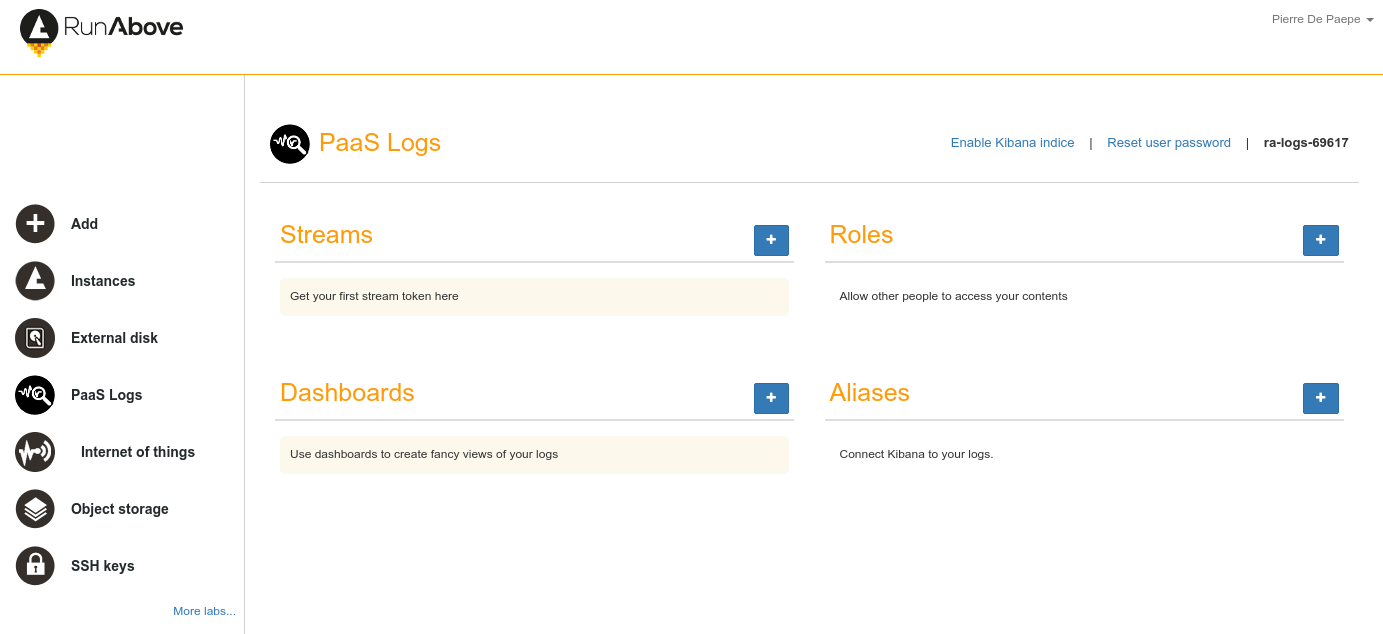 RunAbove
Pierre De Paepe
PaaS Logs
Enable Kibana indice | Reset user password | ra-logs-69617
Add
Instances
External disk
PaaS Logs
Internet of things
Object storage
SSH keys
More labs...
Streams
+
Get your first stream token here
Roles
+
Allow other people to access your contents
Dashboards
+
Use dashboards to create fancy views of your logs
Aliases
+
Connect Kibana to your logs.